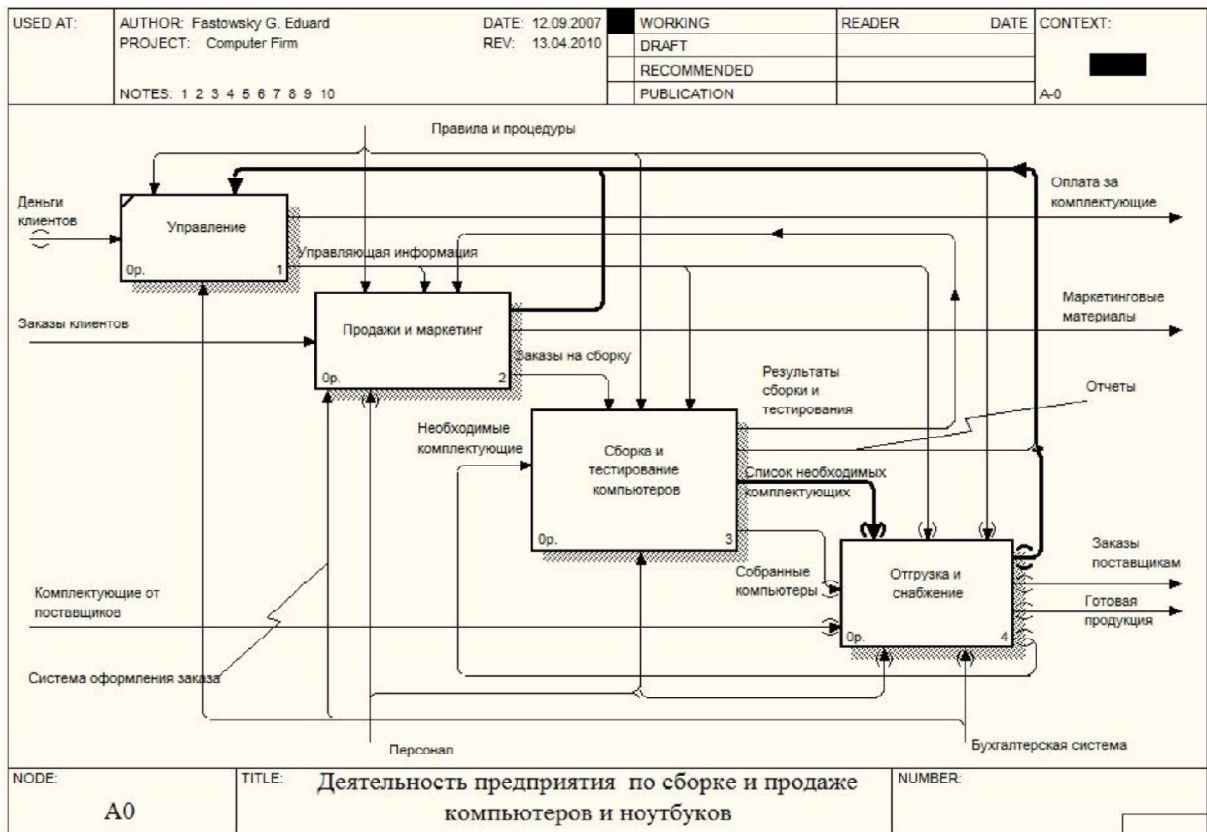 USED AT:
AUTHOR: Fastowsky G. Eduard
DATE: 12.09.2007
PROJECT: Computer Firm
REV: 13.04.2010
NOTES: 1 2 3 4 5 6 7 8 9 10
WORKING
DRAFT
RECOMMENDED
PUBLICATION
READER
DATE
CONTEXT:
A-0
Правила и процедуры
Деньги
клиентов
Управление
0р.
1
Оплата за
комплектующие
Управляющая информация
Заказы клиентов
Продажи и маркетинг
0р.
2
Маркетинговые
материалы
Заказы на сборку
Результаты
сборки и
тестирования
Отчеты
Необходимые
комплектующие
Сборка и
тестирование
компьютеров
0р.
3
Список необходимых
комплектующих
Собранные
компьютеры
Отгрузка и
снабжение
0р.
4
Заказы
поставщикам
Готовая
продукция
Комплектующие от
поставщиков
Система оформления заказа
Персонал
Бухгалтерская система
NODE:
A0
TITLE:
Деятельность предприятия по сборке и продаже
компьютеров и ноутбуков
NUMBER: